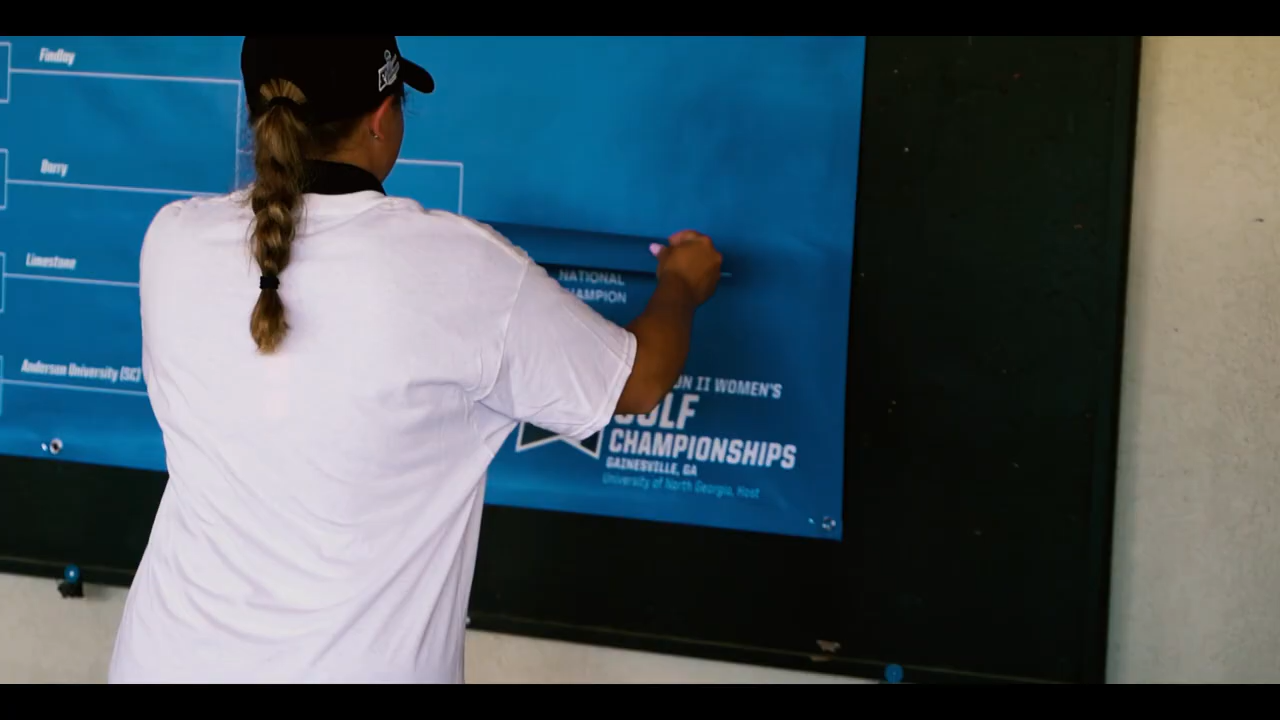 Findlay
Barry
Limestone
Anderson University (SC)
NATIONAL
CHAMPION
ON II WOMEN'S
GOLF
CHAMPIONSHIPS
GAINESVILLE, GA
University of North Georgia, Host